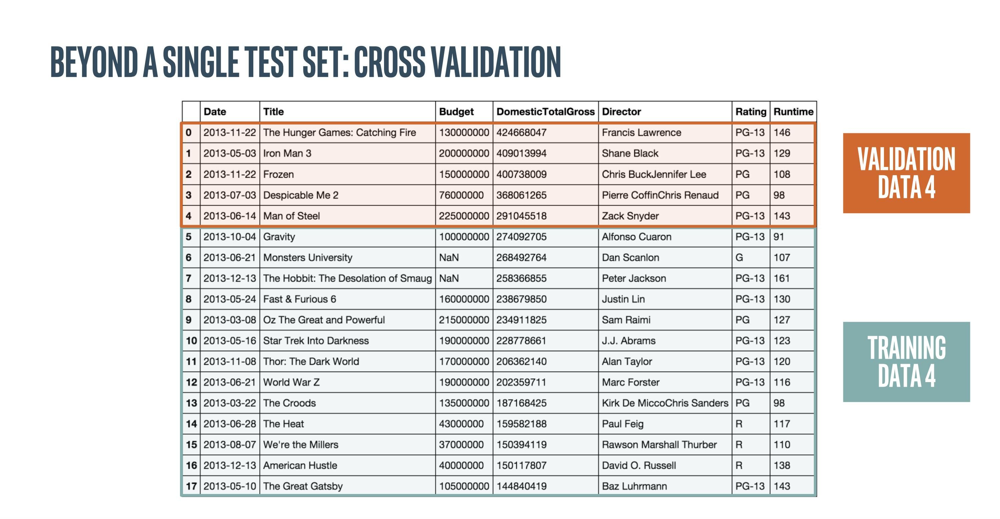 BEYOND A SINGLE TEST SET: CROSS VALIDATION
Date Title Budget DomesticTotalGross Director Rating Runtime
0 2013-11-22 The Hunger Games: Catching Fire 130000000 424668047 Francis Lawrence PG-13 146
1 2013-05-03 Iron Man 3 200000000 409013994 Shane Black PG-13 129
2 2013-11-22 Frozen 150000000 400738009 Chris BuckJennifer Lee PG 108
3 2013-07-03 Despicable Me 2 76000000 368061265 Pierre CoffinChris Renaud PG 98
4 2013-06-14 Man of Steel 225000000 291045518 Zack Snyder PG-13 143
5 2013-10-04 Gravity 100000000 274092705 Alfonso Cuaron PG-13 91
6 2013-06-21 Monsters University NaN 268492764 Dan Scanlon G 107
7 2013-12-13 The Hobbit: The Desolation of Smaug NaN 258366855 Peter Jackson PG-13 161
8 2013-05-24 Fast & Furious 6 160000000 238679850 Justin Lin PG-13 130
9 2013-03-08 Oz The Great and Powerful 215000000 234911825 Sam Raimi PG 127
10 2013-05-16 Star Trek Into Darkness 190000000 228778661 J.J. Abrams PG-13 123
11 2013-11-08 Thor: The Dark World 170000000 206362140 Alan Taylor PG-13 120
12 2013-06-21 World War Z 190000000 202359711 Marc Forster PG-13 116
13 2013-03-22 The Croods 135000000 187168425 Kirk De MiccoChris Sanders PG 98
14 2013-06-28 The Heat 43000000 159582188 Paul Feig R 117
15 2013-08-07 We're the Millers 37000000 150394119 Rawson Marshall Thurber R 110
16 2013-12-13 American Hustle 40000000 150117807 David O. Russell R 138
17 2013-05-10 The Great Gatsby 105000000 144840419 Baz Luhrmann PG-13 143
VALIDATION
DATA 4
TRAINING
DATA 4